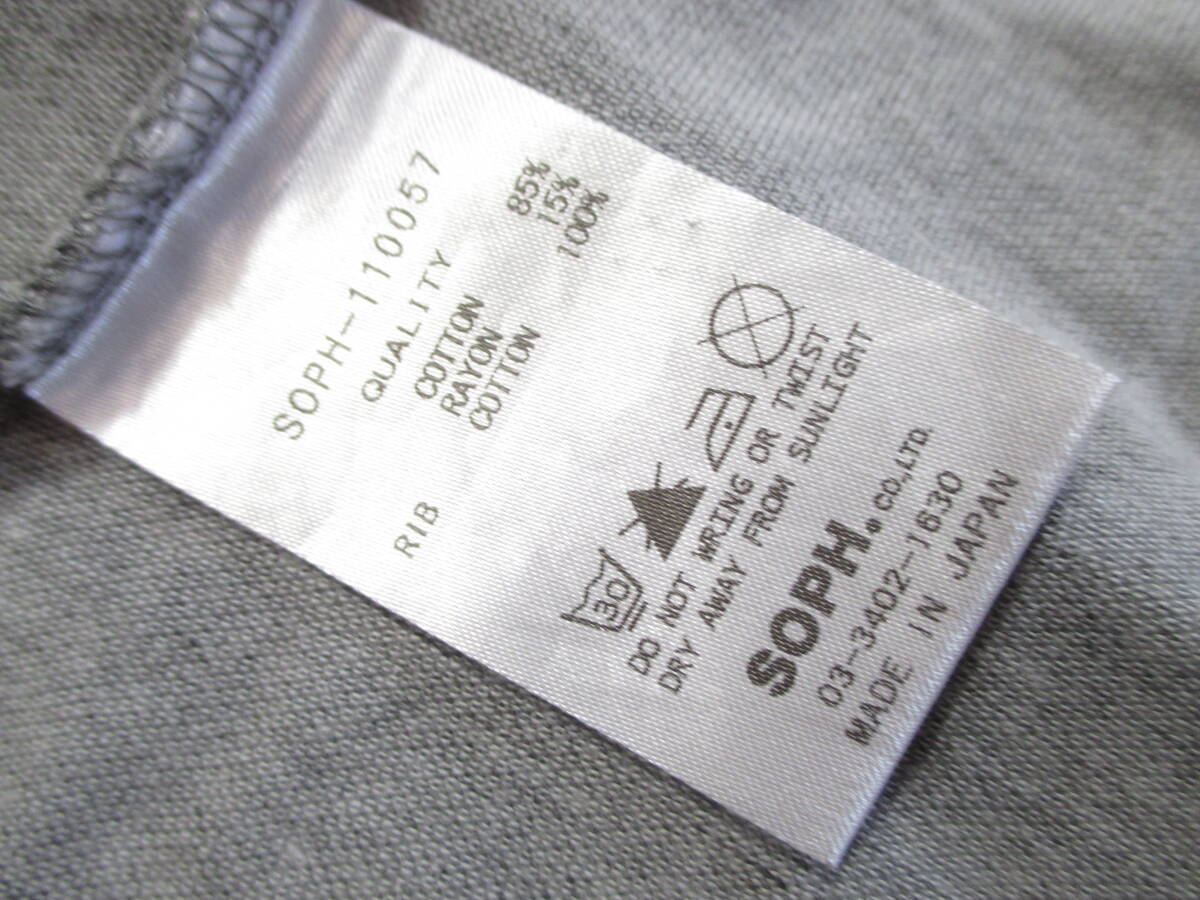 SOPH-110057
QUALITY
COTTON 85%
RAYON 15%
RIB COTTON 100%
30
DO NOT WRING OR TWIST
DRY AWAY FROM SUNLIGHT
SOPH.CO.,LTD.
03-3402-1630
MADE IN JAPAN